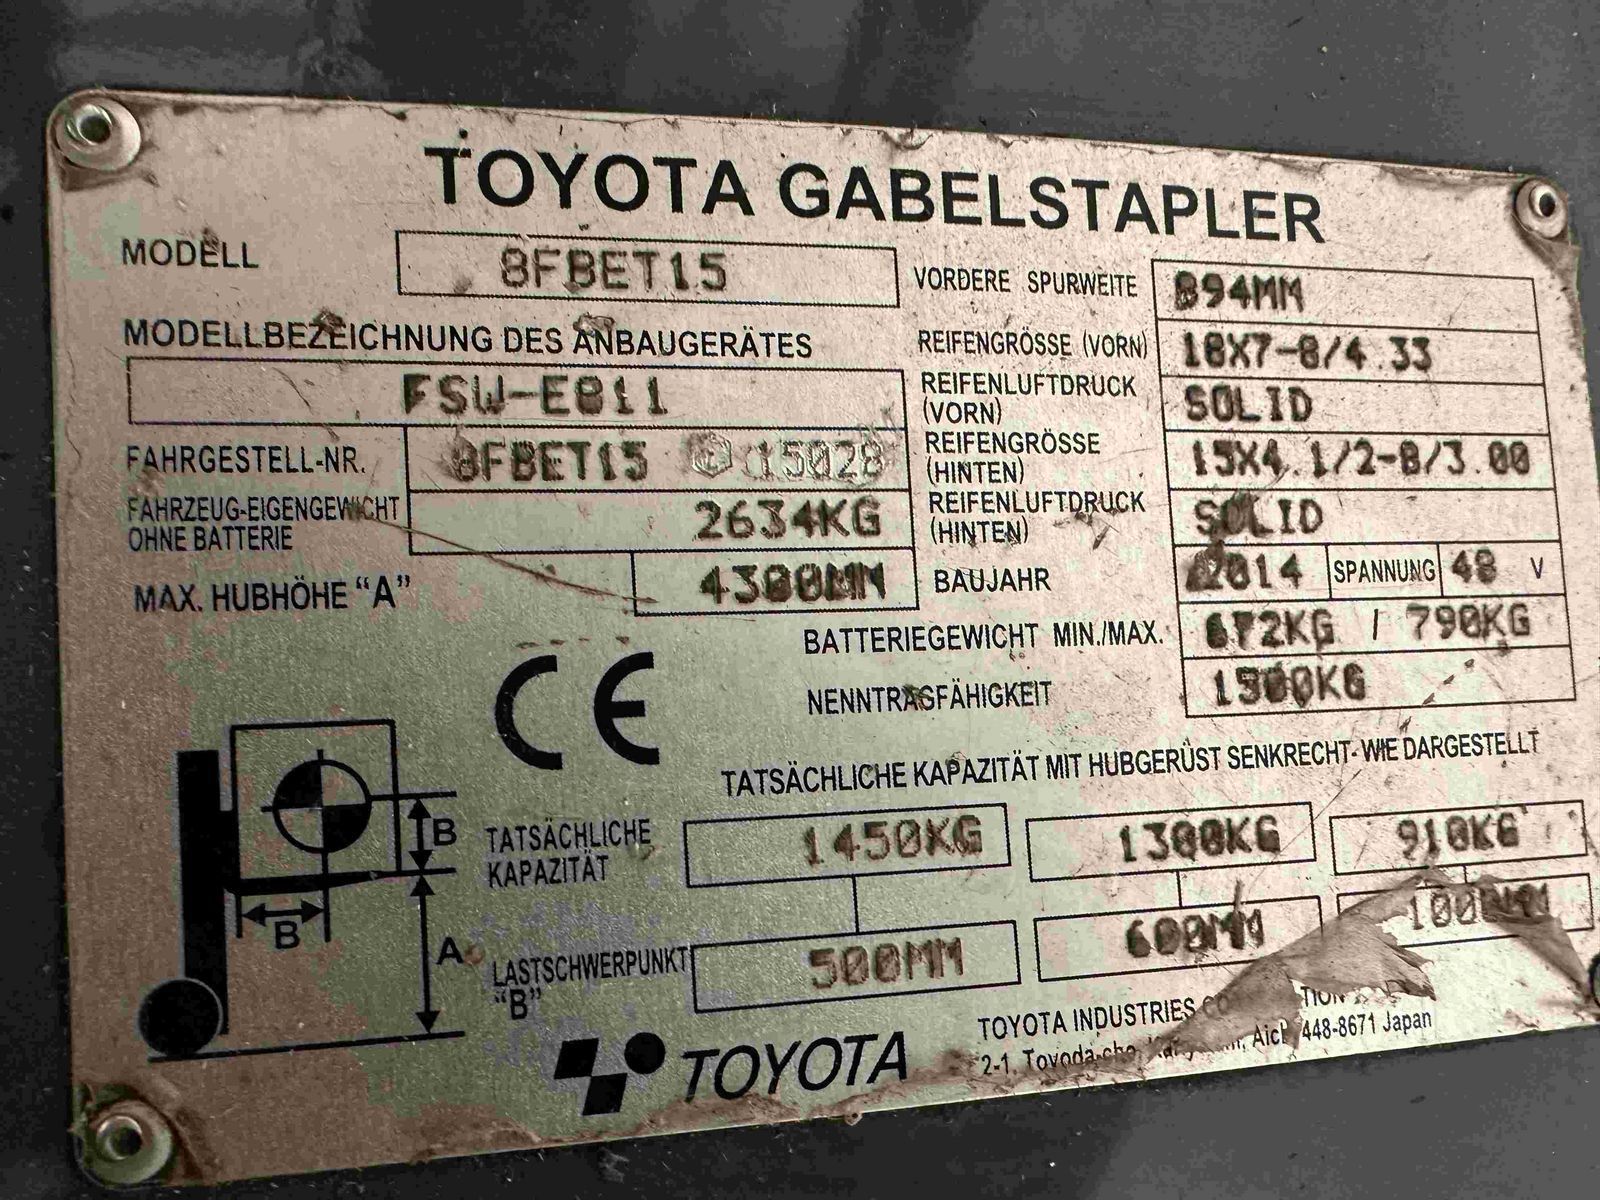 TOYOTA GABELSTAPLER
MODELL 8FBET15
MODELLBEZEICHNUNG DES ANBAUGERÄTES
FSW-E811
FAHRGESTELL-NR. 8FBET15 15028
FAHRZEUG-EIGENGEWICHT OHNE BATTERIE 2634KG
MAX. HUBHÖHE "A" 4300MM
VORDERE SPURWEITE 894MM
REIFENGRÖSSE (VORN) 18X7-8/4.33
REIFENLUFTDRUCK (VORN) SOLID
REIFENGRÖSSE (HINTEN) 15X4.1/2-8/3.00
REIFENLUFTDRUCK (HINTEN) SOLID
BAUJAHR 2014 SPANNUNG 48 V
BATTERIEGEWICHT MIN./MAX. 672KG / 790KG
NENNTRAGFÄHIGKEIT 1500KG
CE
TATSÄCHLICHE KAPAZITÄT MIT HUBGERÜST SENKRECHT-WIE DARGESTELLT
TATSÄCHLICHE KAPAZITÄT 1450KG 1300KG 910KG
LASTSCHWERPUNKT "B" 500MM 600MM
B
B
A
TOYOTA
TOYOTA INDUSTRIES
2-1, 448-8671 Japan